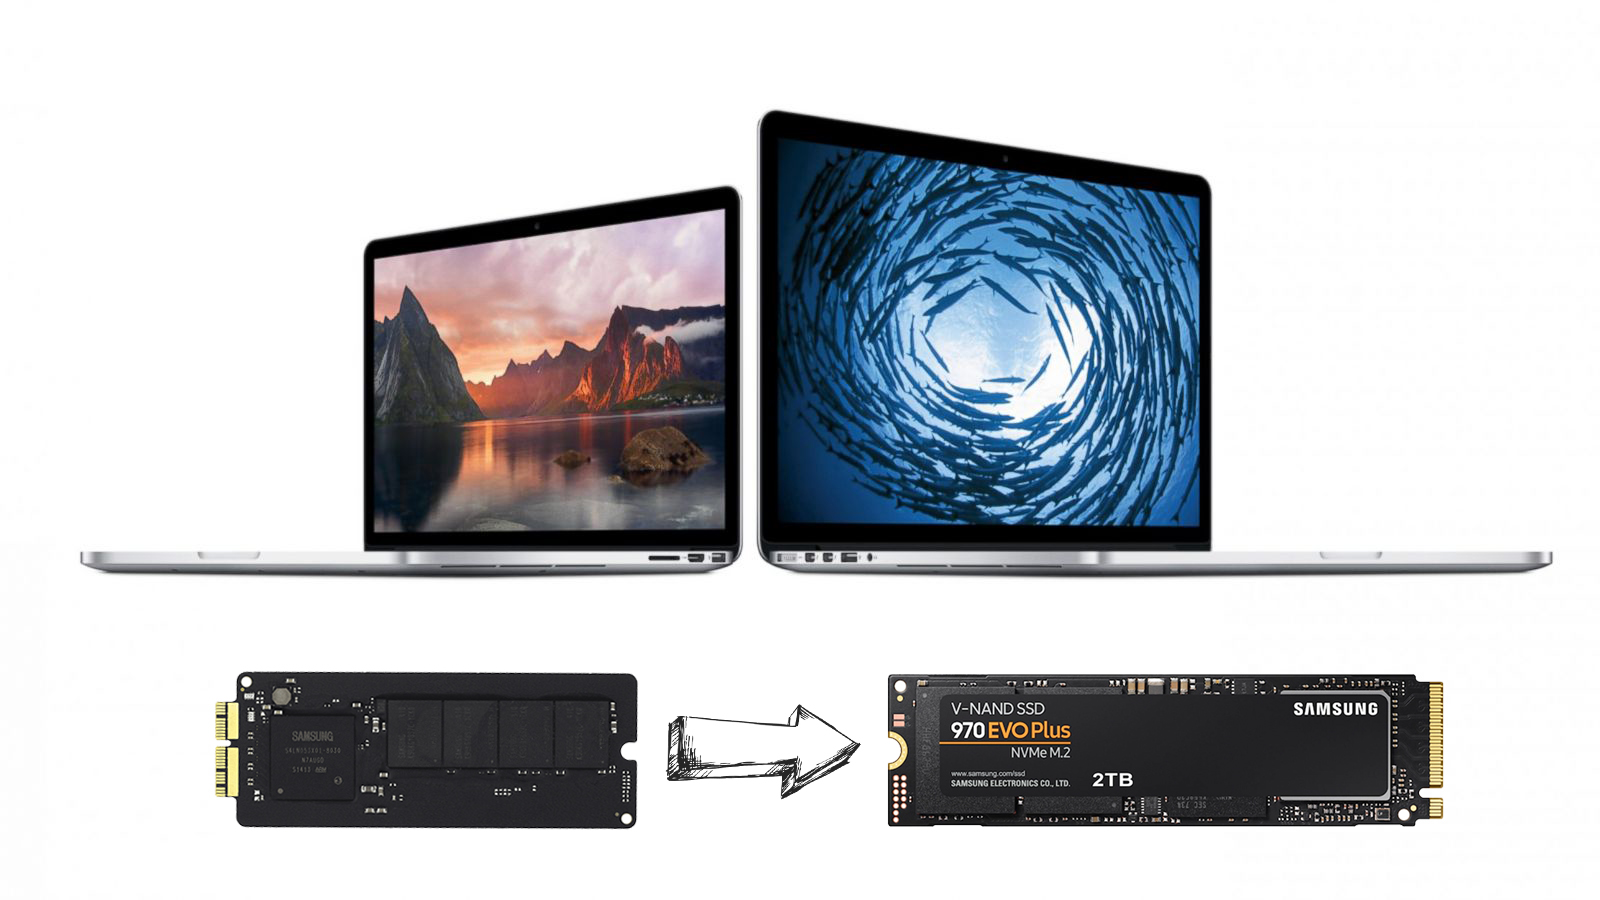 SAMSUNG
V-NAND SSD
970 EVO Plus
NVMe M.2
www.samsung.com/ssd
SAMSUNG ELECTRONICS CO., LTD.
2TB
SAMSUNG